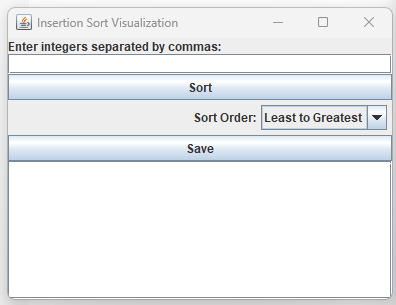 Insertion Sort Visualization
Enter integers separated by commas:
Sort
Sort Order: Least to Greatest
Save